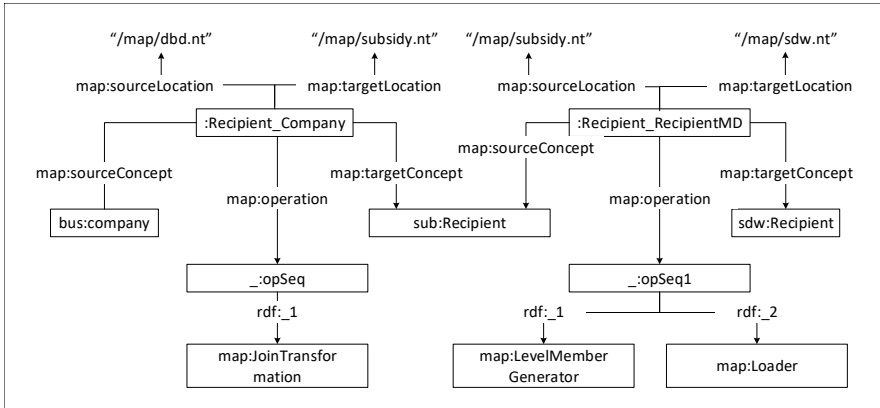 “/map/dbd.nt”
“/map/subsidy.nt”
“/map/subsidy.nt”
“/map/sdw.nt”
map:sourceLocation
map:targetLocation
map:sourceLocation
map:targetLocation
:Recipient_Company
:Recipient_RecipientMD
map:sourceConcept
map:sourceConcept
map:targetConcept
map:targetConcept
map:operation
map:operation
bus:company
sub:Recipient
sdw:Recipient
_:opSeq
_:opSeq1
rdf:_1
rdf:_1
rdf:_2
map:JoinTransfor
mation
map:LevelMember
Generator
map:Loader